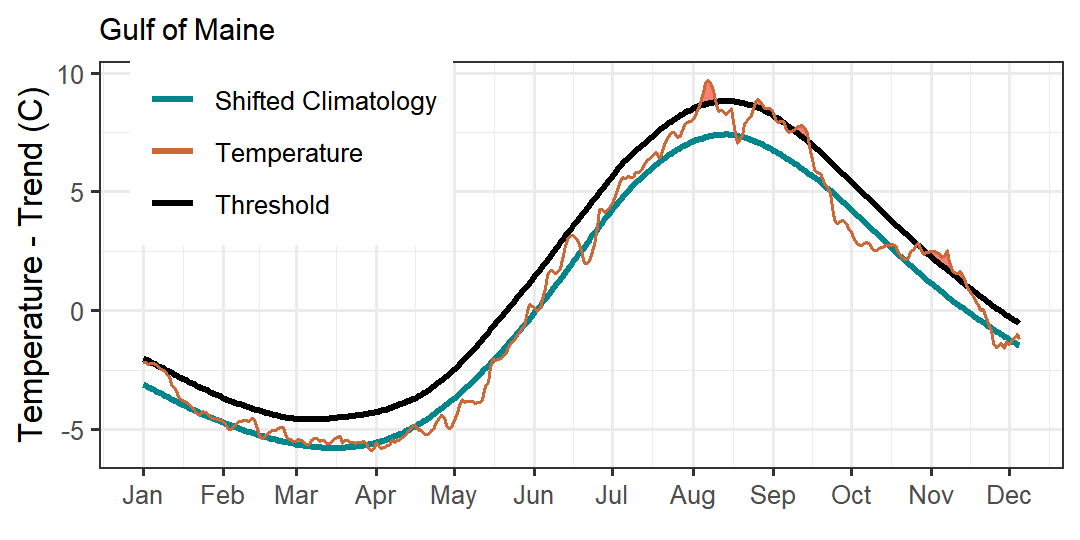 Gulf of Maine
Temperature - Trend (C)
10
5
0
-5
Shifted Climatology
Temperature
Threshold
Jan Feb Mar Apr May Jun Jul Aug Sep Oct Nov Dec